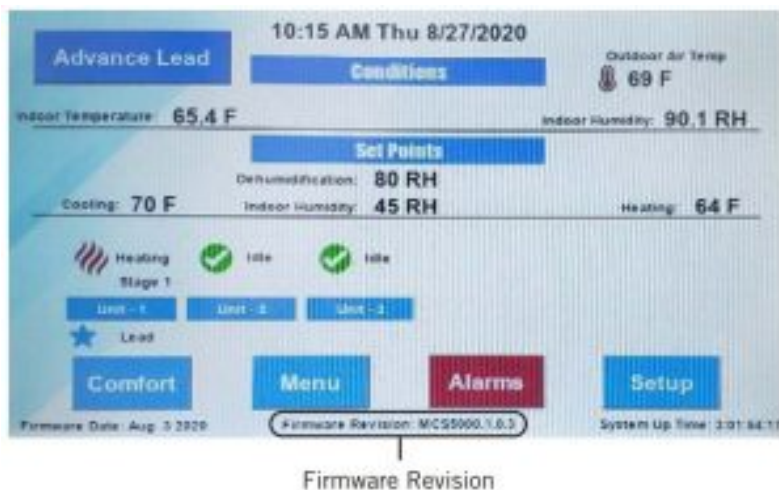 10:15 AM Thu 8/27/2020
Advance Lead
Conditions
Outdoor Air Temp
69 F
Indoor Temperature: 65.4 F
Indoor Humidity: 90.1 RH
Set Points
Dehumidification: 80 RH
Cooling: 70 F
Indoor Humidity: 45 RH
Heating: 64 F
Heating
Stage 1
Idle
Idle
Unit - 1
Lead
Comfort
Menu
Alarms
Setup
Firmware Date: Aug 3 2020
Firmware Revision: MCS5000.1.0.3
System Up Time:
Firmware Revision